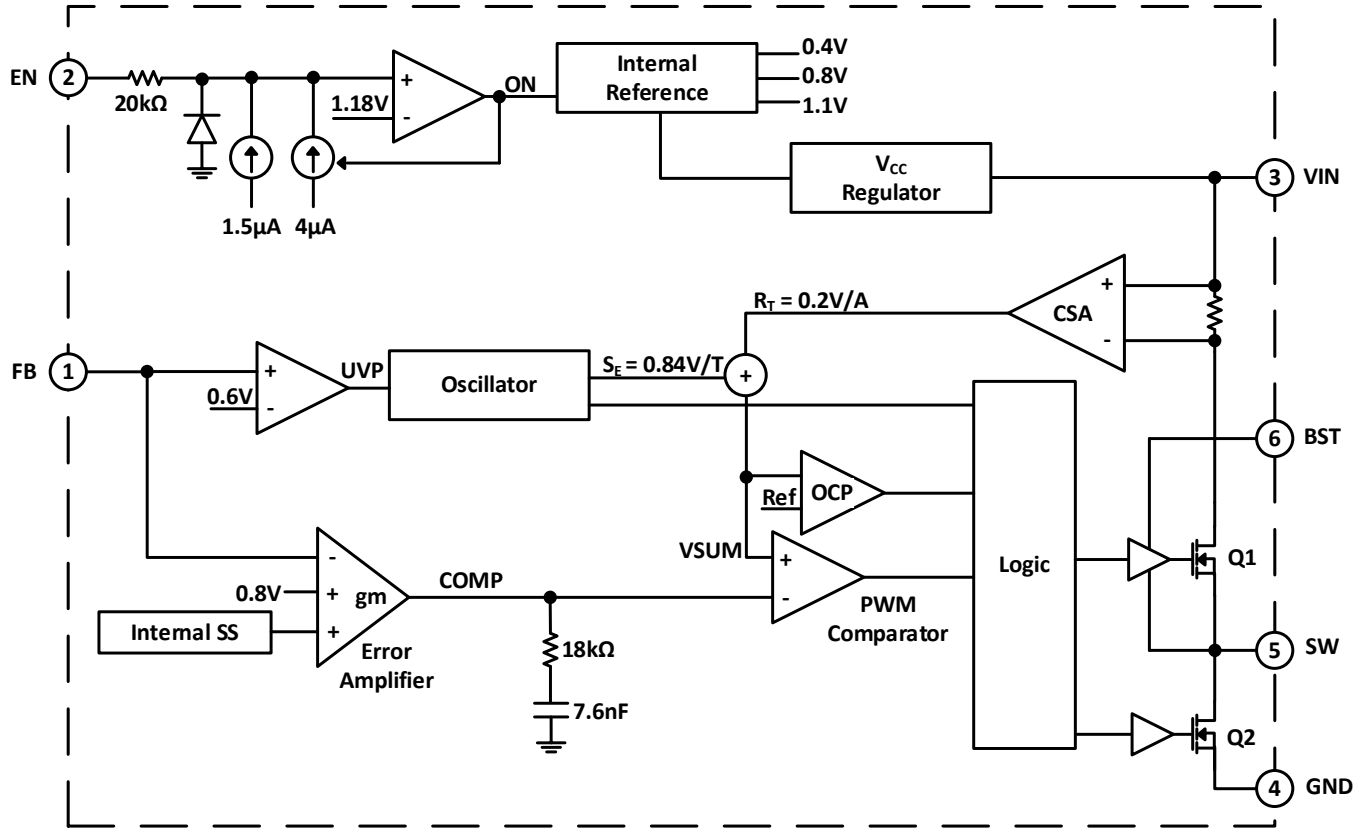 EN
2
20kΩ
1.5µA
4µA
1.18V
+
-
ON
Internal
Reference
0.4V
0.8V
1.1V
VCC
Regulator
3
VIN
RT = 0.2V/A
CSA
+
-
FB
1
0.6V
+
-
UVP
Oscillator
SE = 0.84V/T
+
6
BST
Ref
OCP
VSUM
+
-
PWM
Comparator
Logic
Q1
0.8V
Internal SS
-
+
+
gm
Error
Amplifier
COMP
18kΩ
7.6nF
5
SW
Q2
4
GND